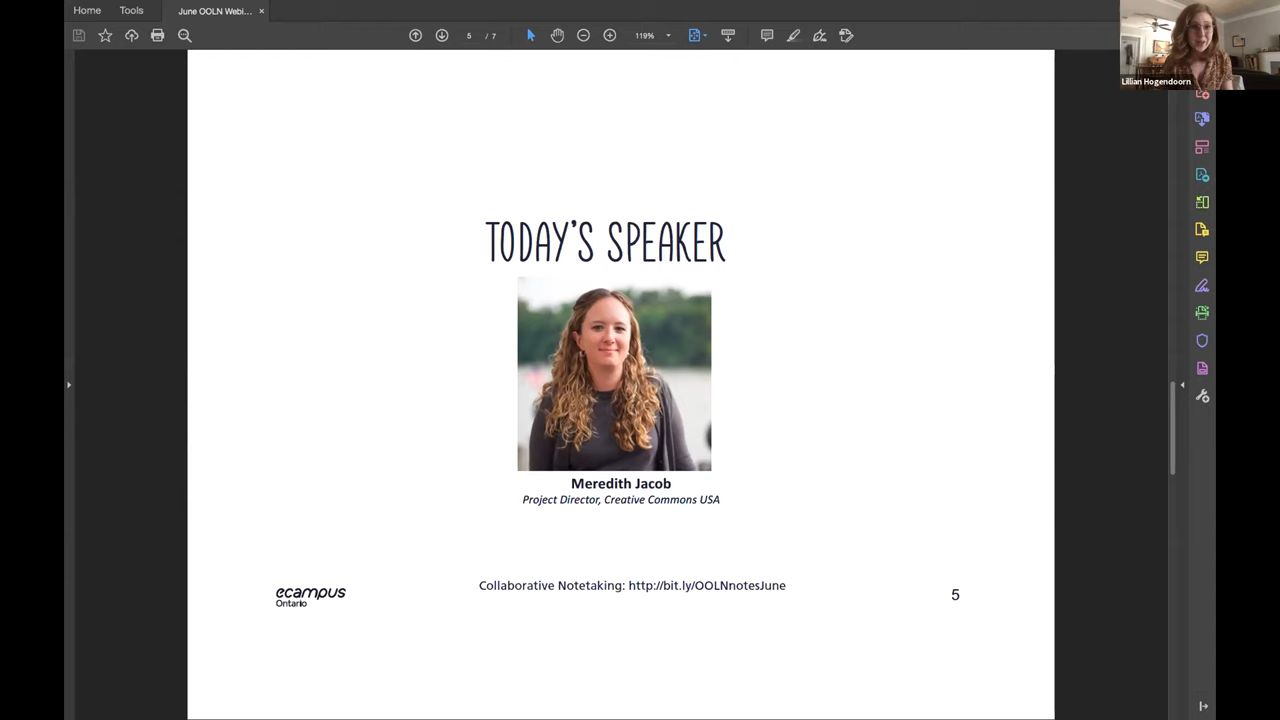 Home
Tools
June OOLN Webi...
×
5 / 7
119%
Lillian Hogendoorn
TODAY'S SPEAKER
Meredith Jacob
Project Director, Creative Commons USA
Collaborative Notetaking: http://bit.ly/OOLNnotesJune
ecampus
Ontario
5